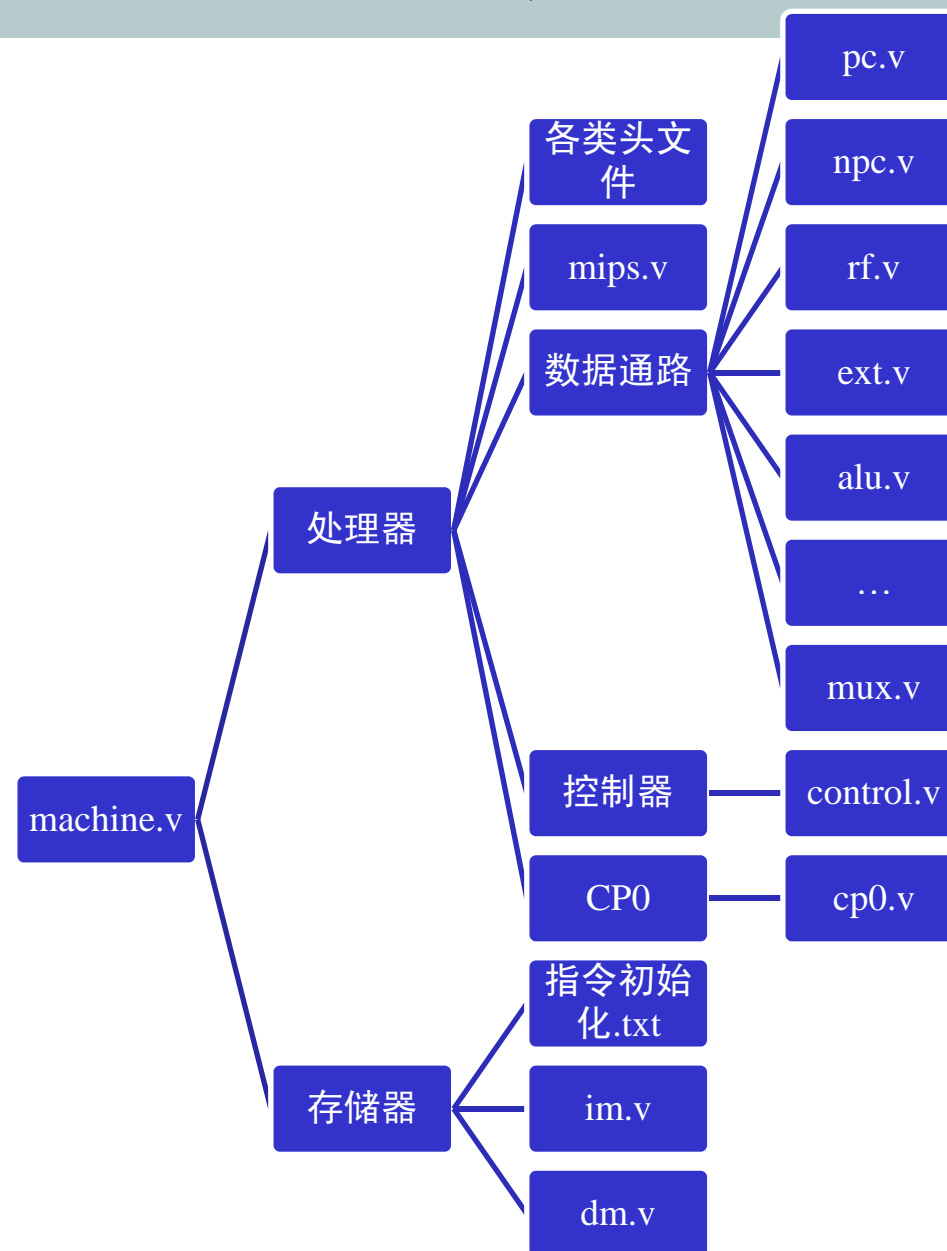 pc.v
各类头文
件
npc.v
mips.v
rf.v
数据通路
ext.v
alu.v
处理器
…
mux.v
控制器
control.v
machine.v
CP0
cp0.v
指令初始
化.txt
存储器
im.v
dm.v